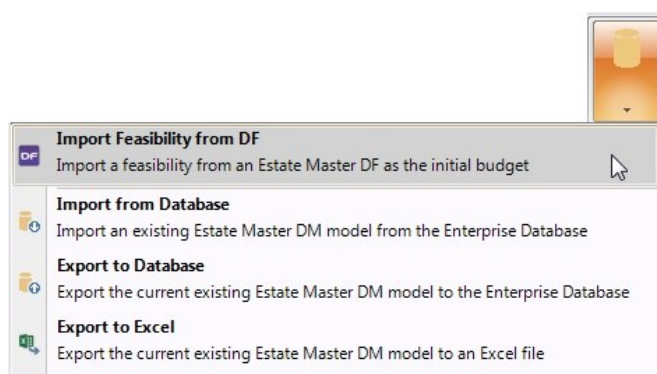 Import Feasibility from DF
DF
Import a feasibility from an Estate Master DF as the initial budget
Import from Database
Import an existing Estate Master DM model from the Enterprise Database
Export to Database
Export the current existing Estate Master DM model to the Enterprise Database
Export to Excel
Export the current existing Estate Master DM model to an Excel file